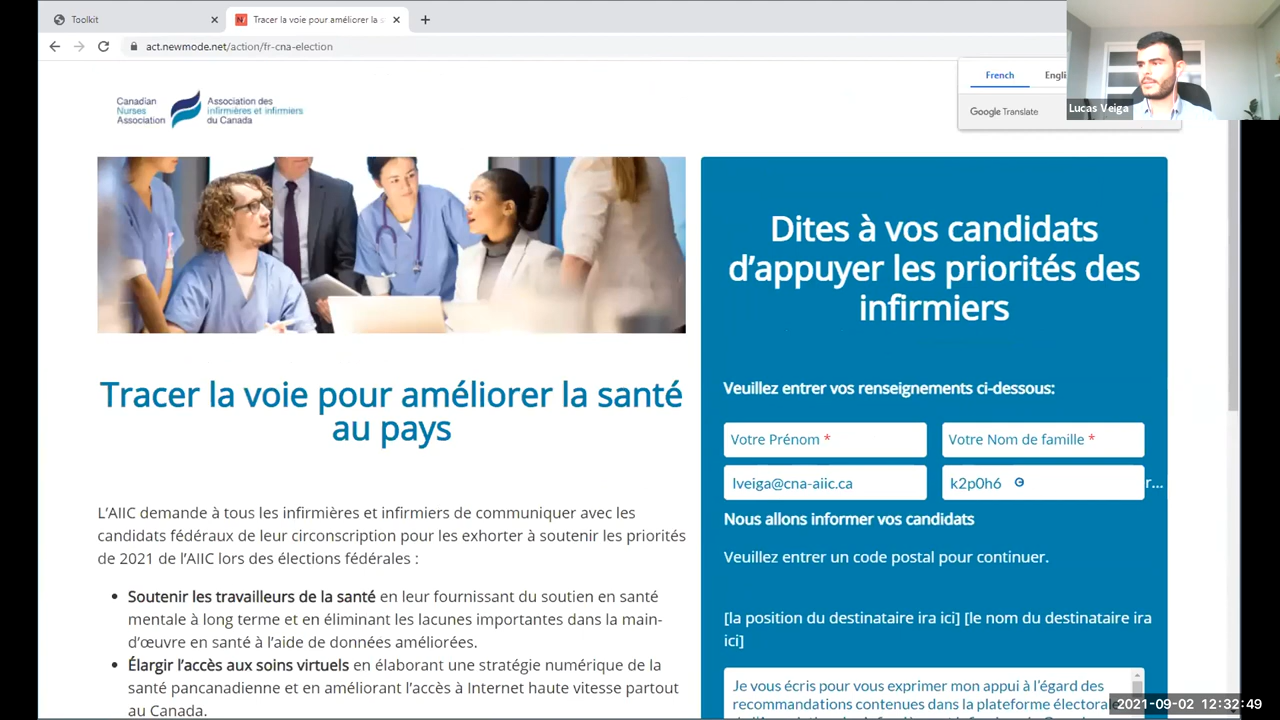 Toolkit
Tracer la voie pour améliorer la s
act.newmode.net/action/fr-cna-election
French
Engli
Google Translate
Lucas Veiga
Canadian
Nurses
Association
Association des
infirmières et infirmiers
du Canada
Tracer la voie pour améliorer la santé
au pays
L'AIIC demande à tous les infirmières et infirmiers de communiquer avec les
candidats fédéraux de leur circonscription pour les exhorter à soutenir les priorités
de 2021 de l'AIIC lors des élections fédérales :
• Soutenir les travailleurs de la santé en leur fournissant du soutien en santé
mentale à long terme et en éliminant les lacunes importantes dans la main-
d'œuvre en santé à l'aide de données améliorées.
• Élargir l'accès aux soins virtuels en élaborant une stratégie numérique de la
santé pancanadienne et en améliorant l'accès à Internet haute vitesse partout
au Canada.
Dites à vos candidats
d'appuyer les priorités des
infirmiers
Veuillez entrer vos renseignements ci-dessous:
Votre Prénom *
Votre Nom de famille *
lveiga@cna-aiic.ca
k2p0h6
r...
Nous allons informer vos candidats
Veuillez entrer un code postal pour continuer.
[la position du destinataire ira ici] [le nom du destinataire ira
ici]
Je vous écris pour vous exprimer mon appui à l'égard des
recommandations contenues dans la plateforme électorale
2021-09-02 12:32:49